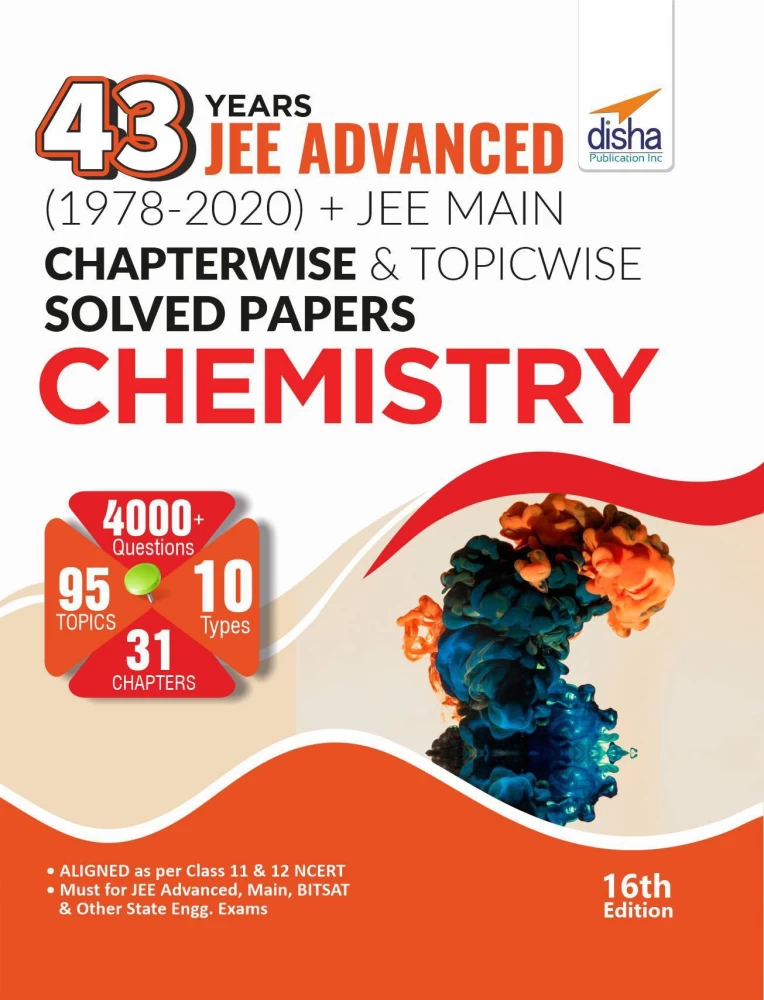 43 YEARS
JEE ADVANCED
disha
Publication Inc
(1978-2020) + JEE MAIN
CHAPTERWISE & TOPICWISE
SOLVED PAPERS
CHEMISTRY
4000+
Questions
95
TOPICS
10
Types
31
CHAPTERS
• ALIGNED as per Class 11 & 12 NCERT
• Must for JEE Advanced, Main, BITSAT
& Other State Engg. Exams
16th
Edition